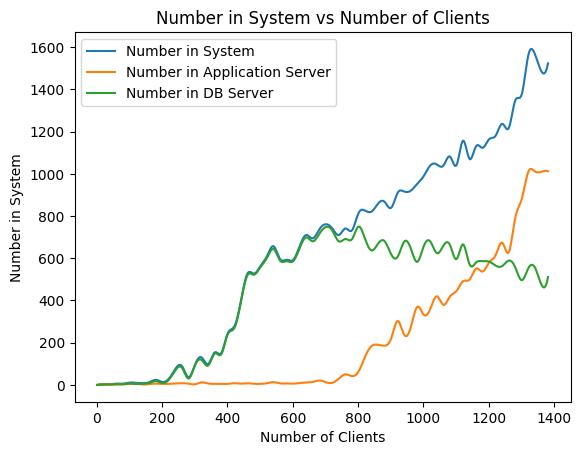 Number in System vs Number of Clients
Number in System
Number in Application Server
Number in DB Server
Number in System
1600
1400
1200
1000
800
600
400
200
0
0 200 400 600 800 1000 1200 1400
Number of Clients